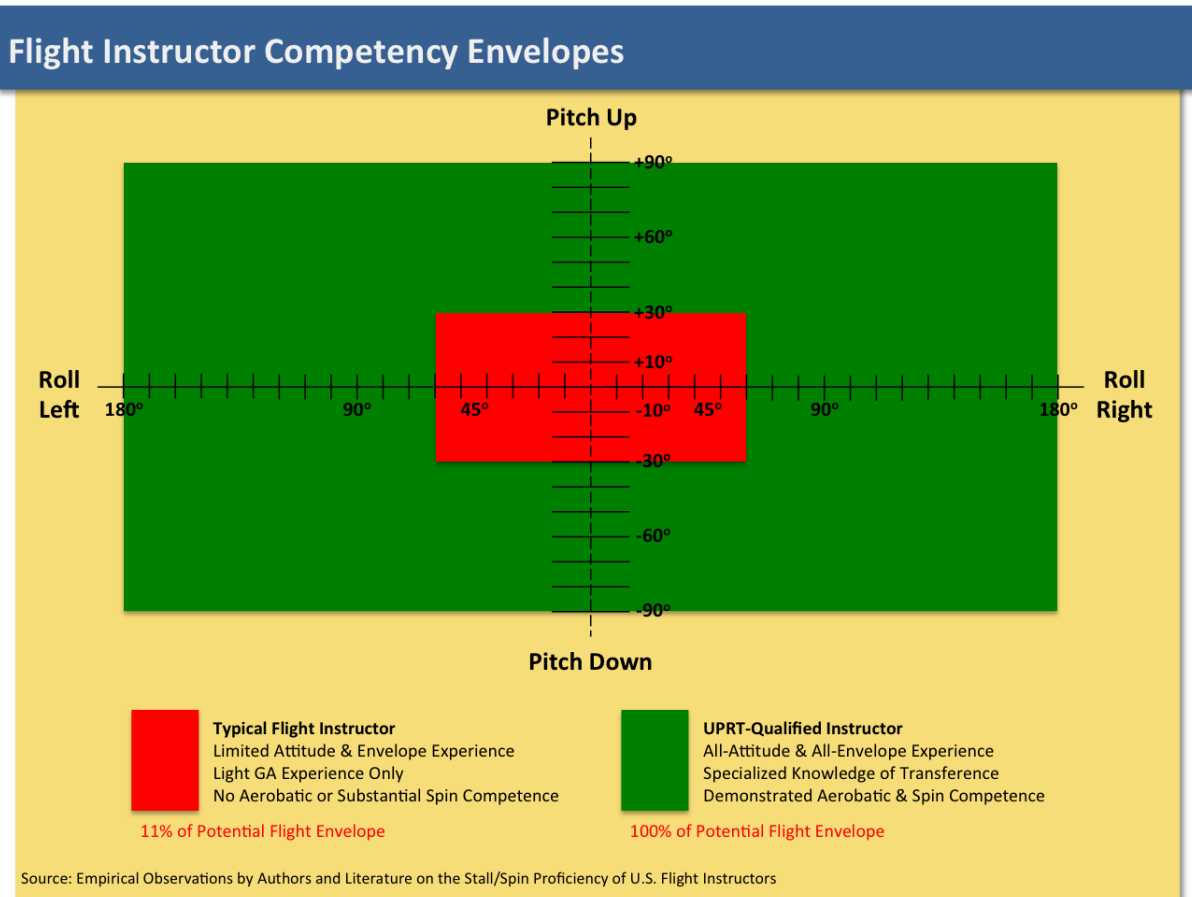 Flight Instructor Competency Envelopes
Pitch Up
+90º
+60º
+30º
+10º
Roll Left
Roll Right
180º 90º 45º -10º 45º 90º 180º
-30º
-60º
-90º
Pitch Down
Typical Flight Instructor
Limited Attitude & Envelope Experience
Light GA Experience Only
No Aerobatic or Substantial Spin Competence
11% of Potential Flight Envelope
UPRT-Qualified Instructor
All-Attitude & All-Envelope Experience
Specialized Knowledge of Transference
Demonstrated Aerobatic & Spin Competence
100% of Potential Flight Envelope
Source: Empirical Observations by Authors and Literature on the Stall/Spin Proficiency of U.S. Flight Instructors